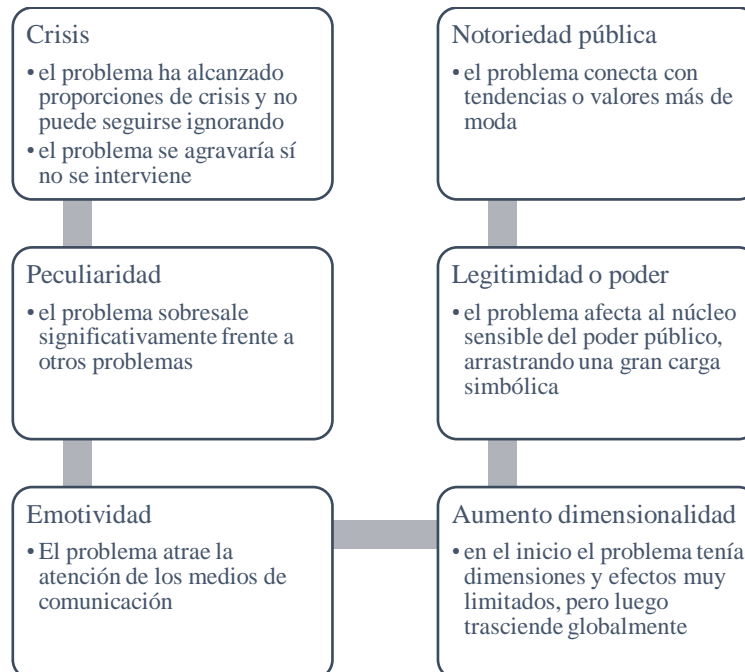 Crisis
• el problema ha alcanzado
proporciones de crisis y no
puede seguirse ignorando
• el problema se agravaría sí
no se interviene
Peculiaridad
• el problema sobresale
significativamente frente a
otros problemas
Emotividad
• El problema atrae la
atención de los medios de
comunicación
Aumento dimensionalidad
• en el inicio el problema tenía
dimensiones y efectos muy
limitados, pero luego
trasciende globalmente
Legitimidad o poder
• el problema afecta al núcleo
sensible del poder público,
arrastrando una gran carga
simbólica
Notoriedad pública
• el problema conecta con
tendencias o valores más de
moda